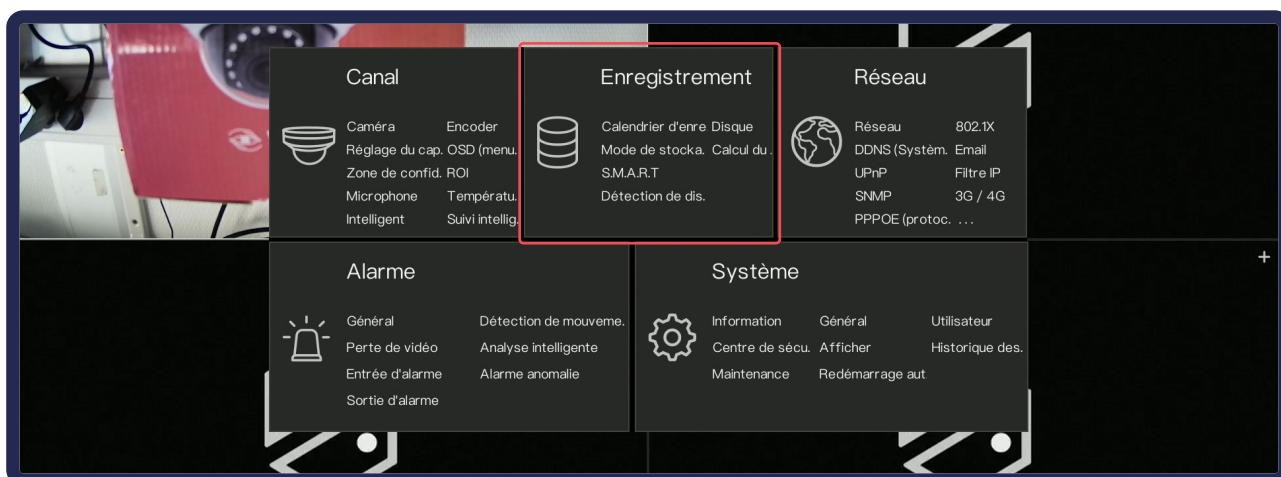 Canal
Caméra Encoder
Réglage du cap. OSD (menu.
Zone de confid. ROI
Microphone Températu.
Intelligent Suivi intellig.
Enregistrement
Calendrier d'enre Disque
Mode de stocka. Calcul du .
S.M.A.R.T
Détection de dis.
Réseau
Réseau 802.1X
DDNS (Systèm. Email
UPnP Filtre IP
SNMP 3G / 4G
PPPOE (protoc. ...
Alarme
Général Détection de mouveme.
Perte de vidéo Analyse intelligente
Entrée d'alarme Alarme anomalie
Sortie d'alarme
Système
Information Général Utilisateur
Centre de sécu. Afficher Historique des.
Maintenance Redémarrage aut